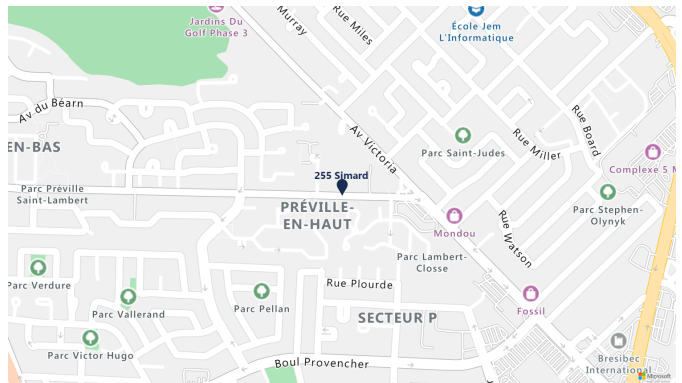 Jardins Du
Golf Phase 3
Murray
Rue Miles
École Jem
L'Informatique
Av du Béarn
EN-BAS
Av Victoria
Rue Board
Rue Miller
Parc Saint-Judes
Complexe 5 M
255 Simard
Parc Préville
Saint-Lambert
PRÉVILLE-
EN-HAUT
Mondou
Parc Stephen-
Olynyk
Rue Watson
Parc Lambert-
Closse
Parc Verdure
Rue Plourde
Parc Vallerand
Parc Pellan
SECTEUR P
Fossil
Parc Victor Hugo
Boul Provencher
Bresibec
International
Microsoft